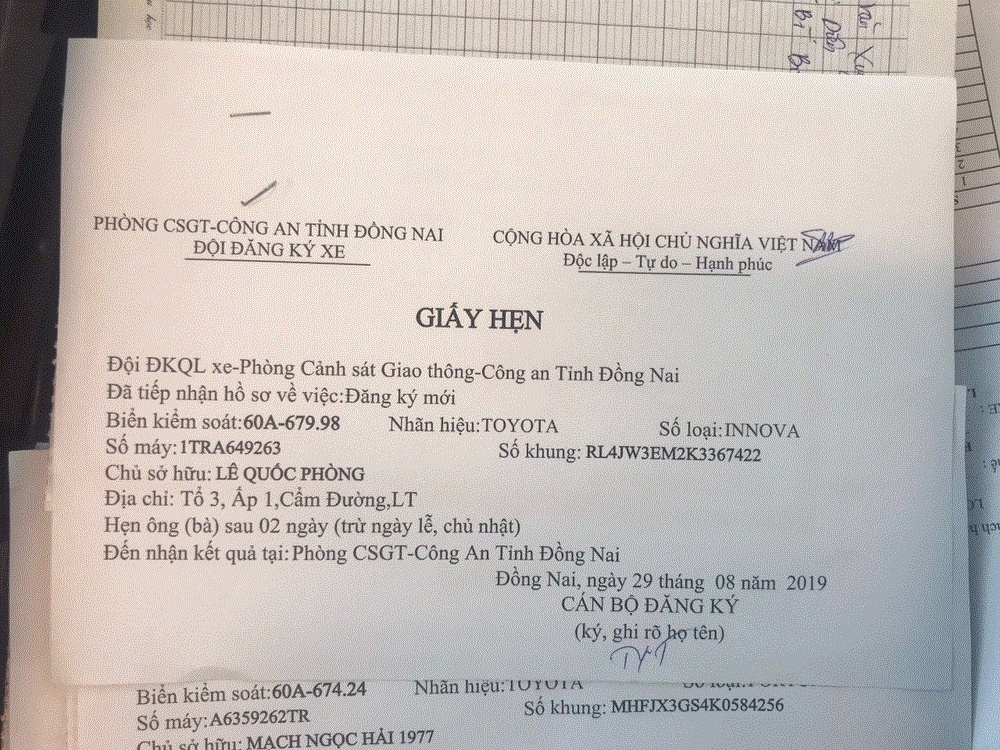 PHÒNG CSGT-CÔNG AN TỈNH ĐỒNG NAI
ĐỘI ĐĂNG KÝ XE
CỘNG HÒA XÃ HỘI CHỦ NGHĨA VIỆT NAM
Độc lập – Tự do – Hạnh phúc
GIẤY HẸN
Đội ĐKQL xe-Phòng Cảnh sát Giao thông-Công an Tỉnh Đồng Nai
Đã tiếp nhận hồ sơ về việc:Đăng ký mới
Biển kiểm soát:60A-679.98 Nhãn hiệu:TOYOTA Số loại:INNOVA
Số máy:1TRA649263 Số khung: RL4JW3EM2K3367422
Chủ sở hữu: LÊ QUỐC PHÒNG
Địa chỉ: Tổ 3, Ấp 1,Cẩm Đường,LT
Hẹn ông (bà) sau 02 ngày (trừ ngày lễ, chủ nhật)
Đến nhận kết quả tại:Phòng CSGT-Công An Tỉnh Đồng Nai
Đồng Nai, ngày 29 tháng 08 năm 2019
CÁN BỘ ĐĂNG KÝ
(ký, ghi rõ họ tên)
Biển kiểm soát:60A-674.24 Nhãn hiệu:TOYOTA
Số máy:A6359262TR Số khung: MHFJX3GS4K0584256
Chủ sở hữu: MẠCH NGỌC HẢI 1977